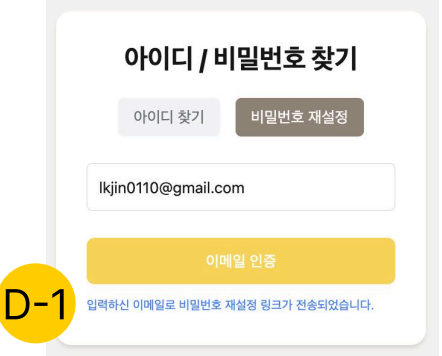 아이디 / 비밀번호 찾기
아이디 찾기
비밀번호 재설정
lkjin0110@gmail.com
이메일 인증
D-1
입력하신 이메일로 비밀번호 재설정 링크가 전송되었습니다.